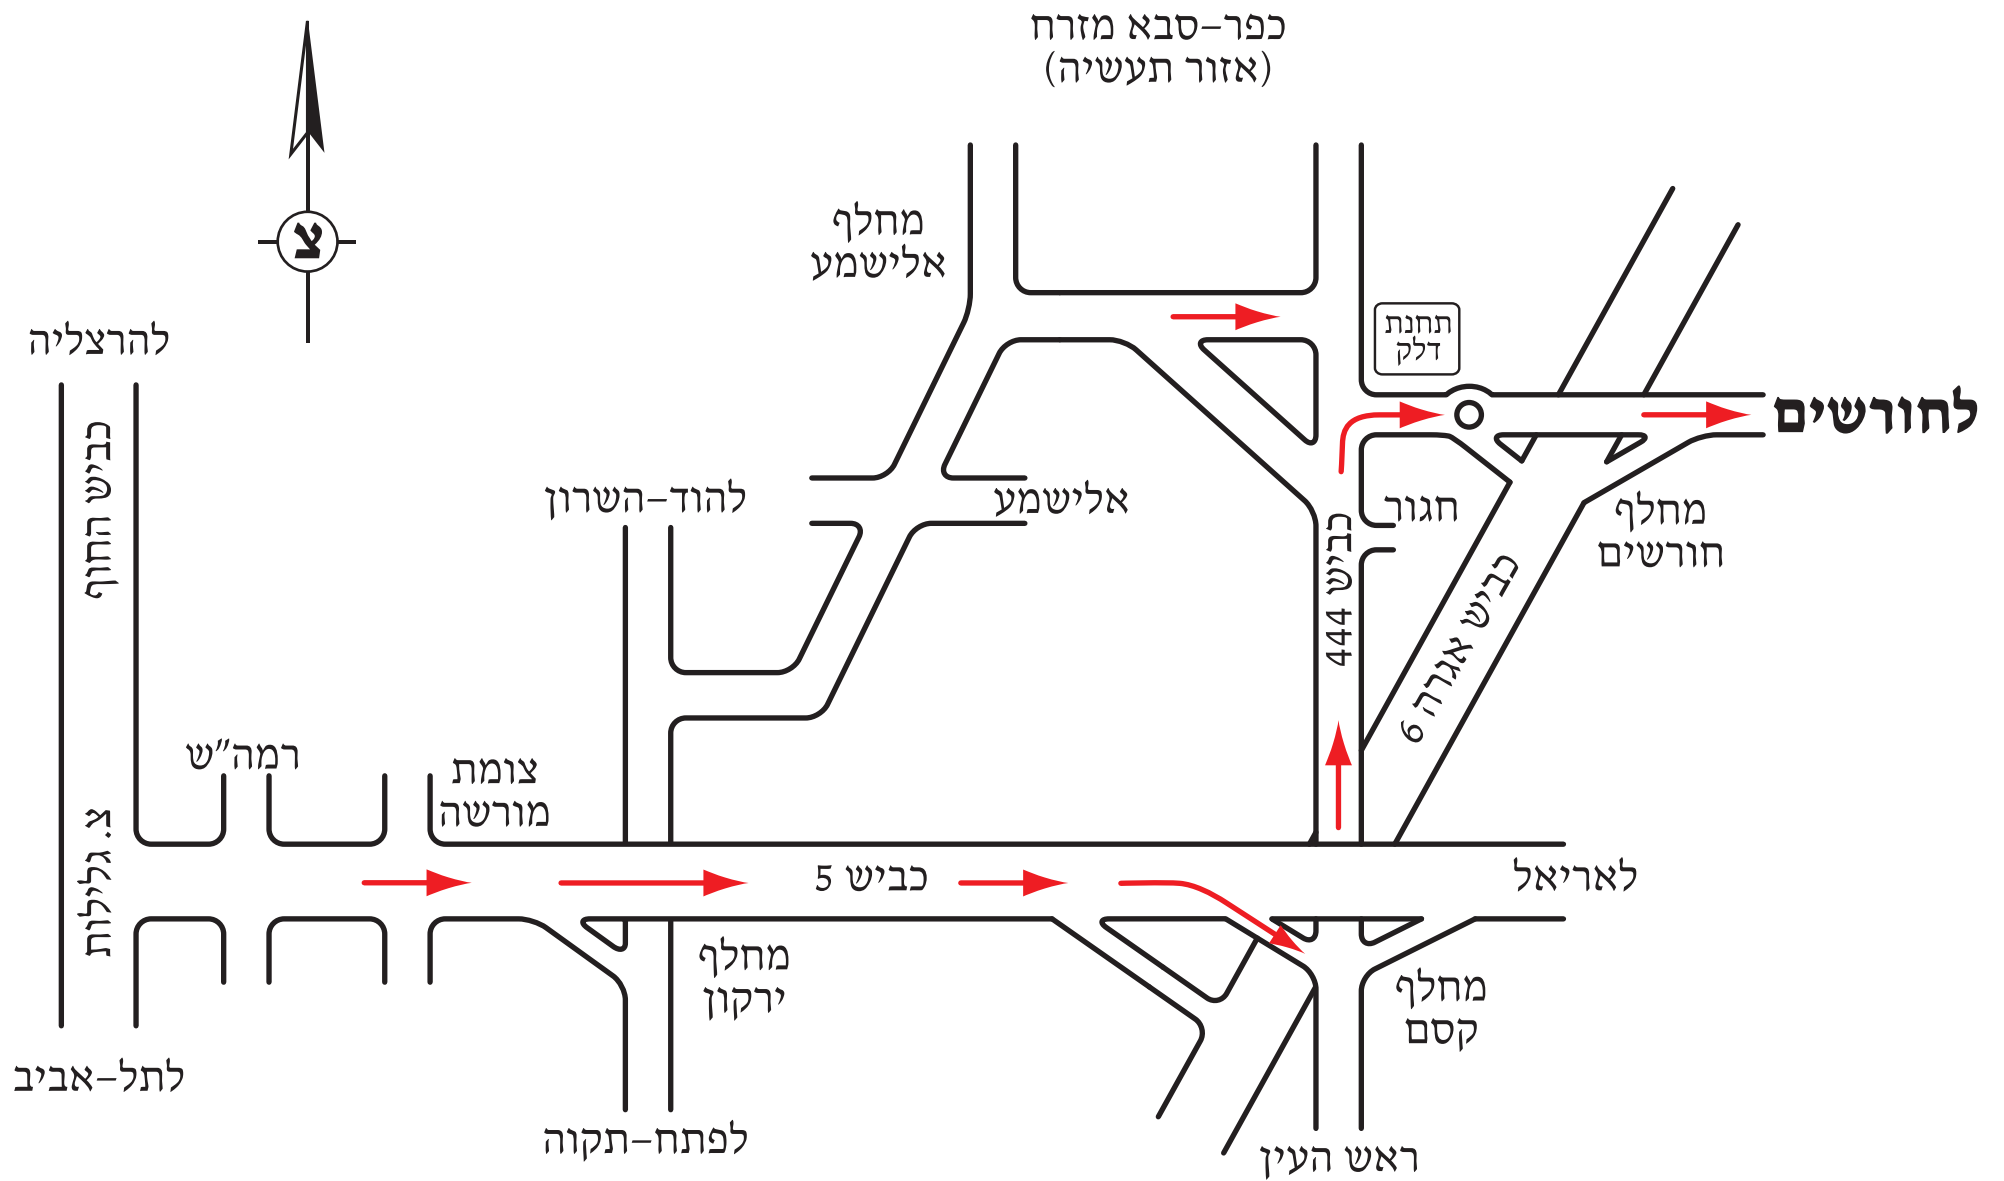 כפר-סבא מזרח
(אזור תעשיה)
צ
מחלף
אלישמע
להרצליה
תחנת
דלק
לחורשים
כביש החוף
להוד-השרון
אלישמע
חגור
מחלף
חורשים
כביש 444
כביש אגרה 6
רמה"ש
צומת
מורשה
צ. גלילות
כביש 5
לאריאל
מחלף
ירקון
מחלף
קסם
לתל-אביב
לפתח-תקוה
ראש העין